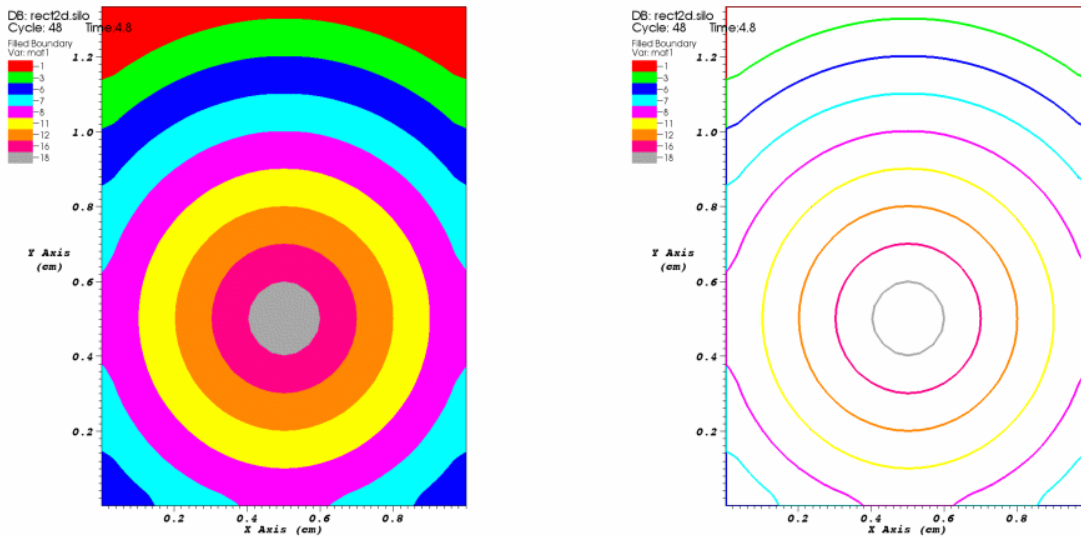 DB: rect2d.silo
Cycle: 48 Time:4.8
Filled Boundary
Var: mat1
1
3
6
7
8
11
12
16
18
1.2
1.0
0.8
0.6
0.4
0.2
Y Axis
(cm)
0.2 0.4 0.6 0.8
X Axis (cm)
DB: rect2d.silo
Cycle: 48 Time:4.8
Filled Boundary
Var: mat1
1
3
6
7
8
11
12
16
18
1.2
1.0
0.8
0.6
0.4
0.2
Y Axis
(cm)
0.2 0.4 0.6 0.8
X Axis (cm)